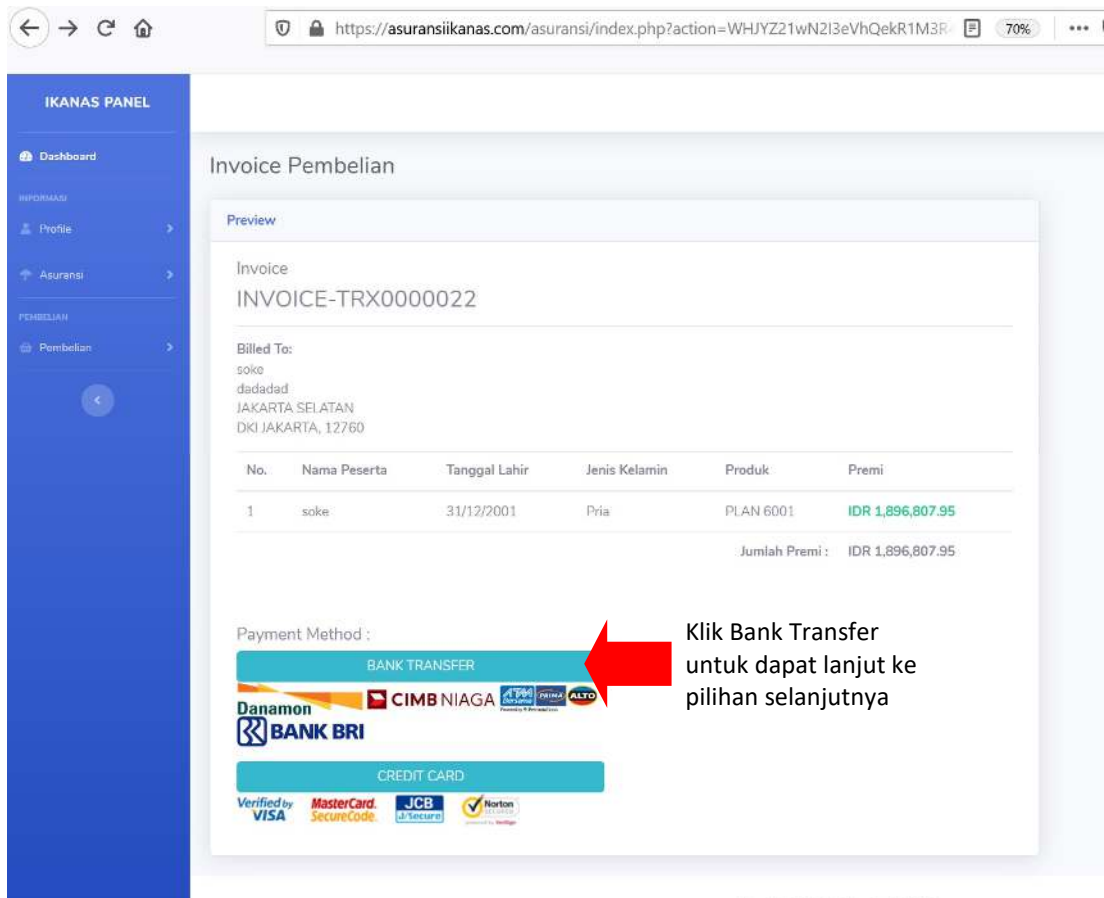 https://asuransiikanas.com/asuransi/index.php?action=WHJYZ21wN2I3eVhQekR1M3R
70%
IKANAS PANEL
Dashboard
INFORMASI
Profile
Asuransi
PEMBELIAN
Pembelian
Invoice Pembelian
Preview
Invoice
INVOICE-TRX0000022
Billed To:
soke
dadadad
JAKARTA SELATAN
DKI JAKARTA, 12760
No. Nama Peserta Tanggal Lahir Jenis Kelamin Produk Premi
1 soke 31/12/2001 Pria PLAN 6001 IDR 1,896,807.95
Jumlah Premi : IDR 1,896,807.95
Payment Method :
BANK TRANSFER
Danamon CIMB NIAGA ATM Bersama PRIMA ALTO
BANK BRI
CREDIT CARD
Verified by VISA MasterCard. SecureCode. JCB J/Secure Norton SECURED
Klik Bank Transfer
untuk dapat lanjut ke
pilihan selanjutnya